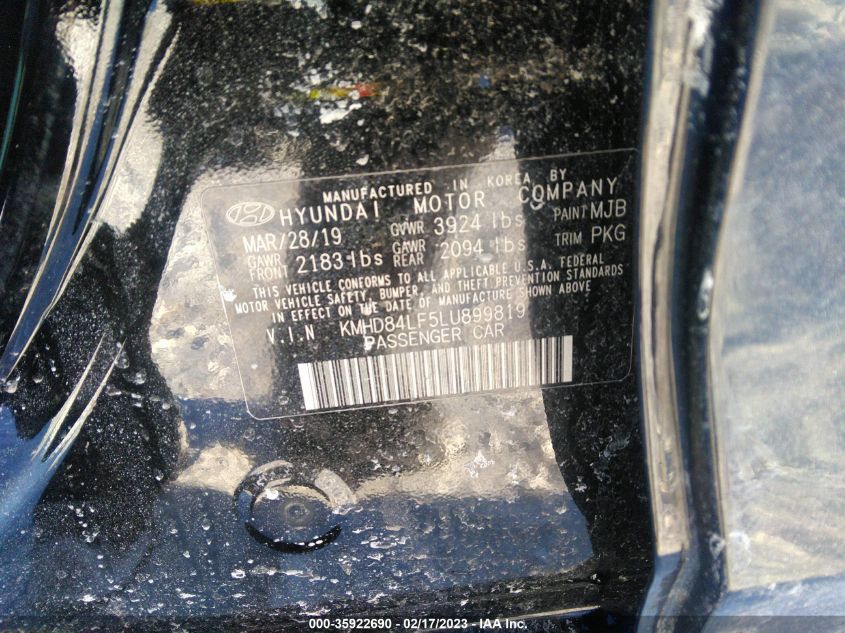 MANUFACTURED IN KOREA BY
HYUNDAI MOTOR COMPANY
MAR/28/19 GVWR 3924 lbs PAINT MJB
GAWR FRONT 2183 lbs GAWR REAR 2094 lbs TRIM PKG
THIS VEHICLE CONFORMS TO ALL APPLICABLE U.S.A. FEDERAL
MOTOR VEHICLE SAFETY, BUMPER, AND THEFT PREVENTION STANDARDS
IN EFFECT ON THE DATE OF MANUFACTURE SHOWN ABOVE
V.I.N KMHD84LF5LU899819
PASSENGER CAR
000-35922690 - 02/17/2023 - © IAA Inc.